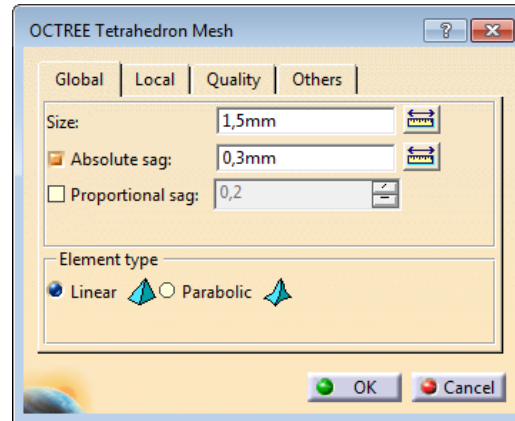 OCTREE Tetrahedron Mesh
Global Local Quality Others
Size: 1,5mm
Absolute sag: 0,3mm
Proportional sag: 0,2
Element type
Linear Parabolic
OK Cancel